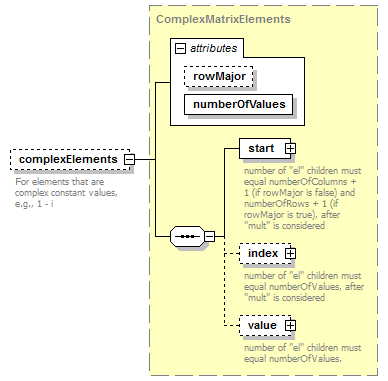 ComplexMatrixElements
attributes
rowMajor
numberOfValues
complexElements
For elements that are
complex constant values,
e.g., 1 - i
start
number of "el" children must
equal numberOfColumns +
1 (if rowMajor is false) and
numberOfRows + 1 (if
rowMajor is true), after
"mult" is considered
index
number of "el" children must
equal numberOfValues, after
"mult" is considered
value
number of "el" children must
equal numberOfValues.